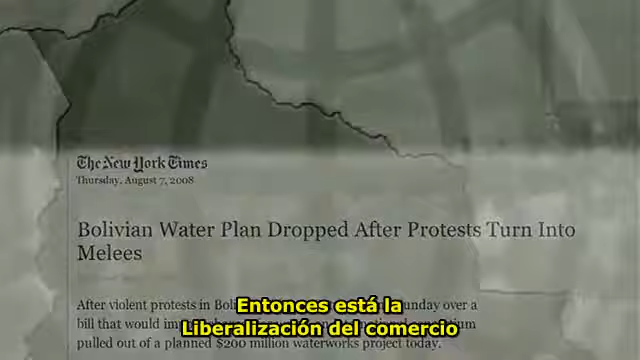 The New York Times
Thursday, August 7, 2008
Bolivian Water Plan Dropped After Protests Turn Into
Melees
After violent protests in Boli unday over a
bill that would im
pulled out of a planned $200 million waterworks project today.
Entonces está la
Liberalización del comercio